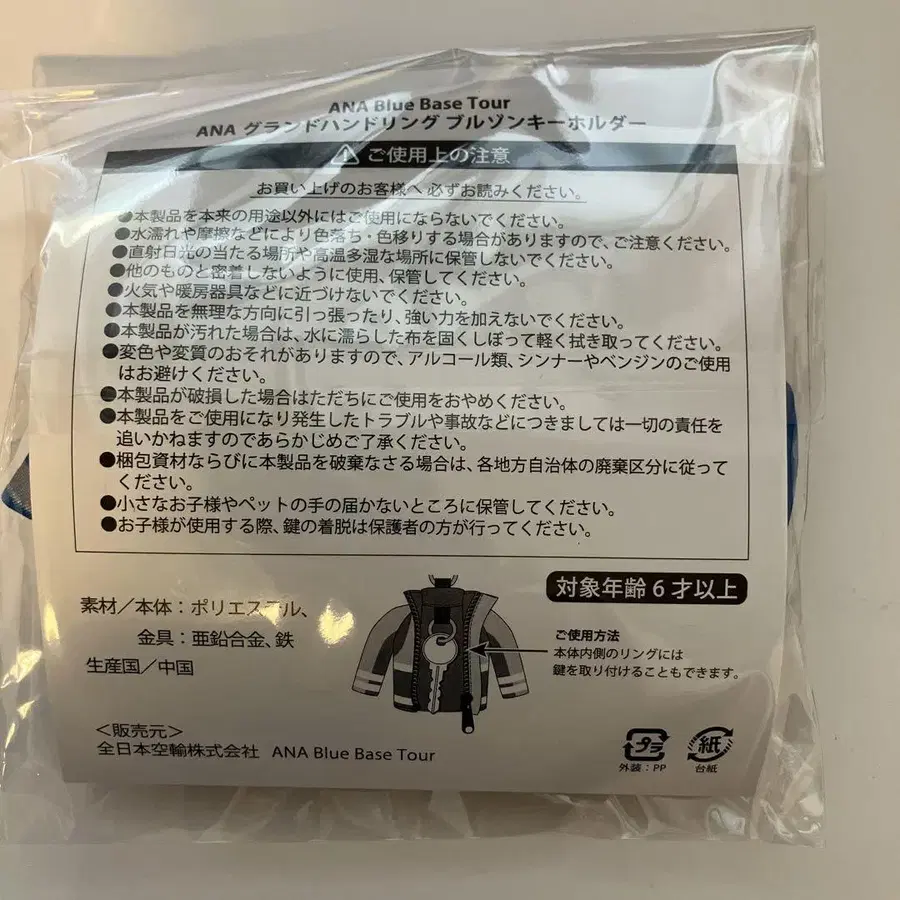 ANA Blue Base Tour
ANA グランドハンドリング ブルゾンキーホルダー
⚠ ご使用上の注意
お買い上げのお客様へ必ずお読みください。
●本製品を本来の用途以外にはご使用にならないでください。
●水濡れや摩擦などにより色落ち・色移りする場合がありますので、ご注意ください。
●直射日光の当たる場所や高温多湿な場所に保管しないでください。
●他のものと密着しないように使用、保管してください。
●火気や暖房器具などに近づけないでください。
●本製品を無理な方向に引っ張ったり、強い力を加えないでください。
●本製品が汚れた場合は、水に濡らした布を固くしぼって軽く拭き取ってください。
●変色や変質のおそれがありますので、アルコール類、シンナーやベンジンのご使用
はお避けください。
●本製品が破損した場合はただちにご使用をおやめください。
●本製品をご使用になり発生したトラブルや事故などにつきましては一切の責任を
追いかねますのであらかじめご了承ください。
●梱包資材ならびに本製品を破棄なさる場合は、各地方自治体の廃棄区分に従って
ください。
●小さなお子様やペットの手の届かないところに保管してください。
●お子様が使用する際、鍵の着脱は保護者の方が行ってください。
対象年齢6才以上
素材/本体：ポリエステル、
金具：亜鉛合金、鉄
生産国/中国
ご使用方法
本体内側のリングには
鍵を取り付けることもできます。
＜販売元＞
全日本空輸株式会社 ANA Blue Base Tour
プラ
外装：PP
紙
台紙